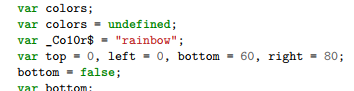 var colors;
var colors = undefined;
var _Co10r$ = "rainbow";
var top = 0, left = 0, bottom = 60, right = 80;
bottom = false;
var bottom;